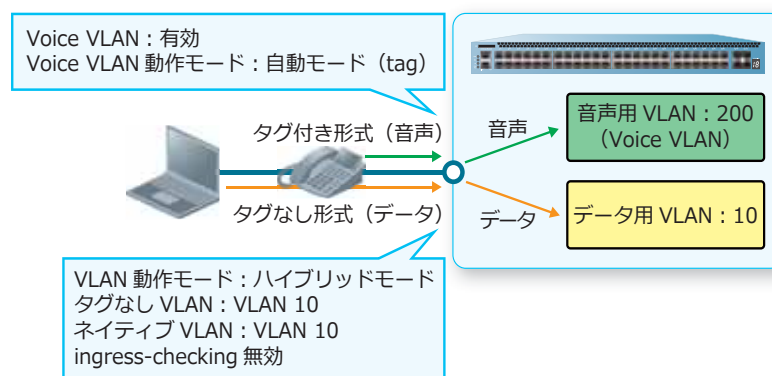 Voice VLAN：有効
Voice VLAN 動作モード：自動モード（tag）
タグ付き形式（音声）
音声
音声用 VLAN：200
（Voice VLAN）
タグなし形式（データ）
データ
データ用 VLAN：10
VLAN 動作モード：ハイブリッドモード
タグなし VLAN：VLAN 10
ネイティブ VLAN：VLAN 10
ingress-checking 無効